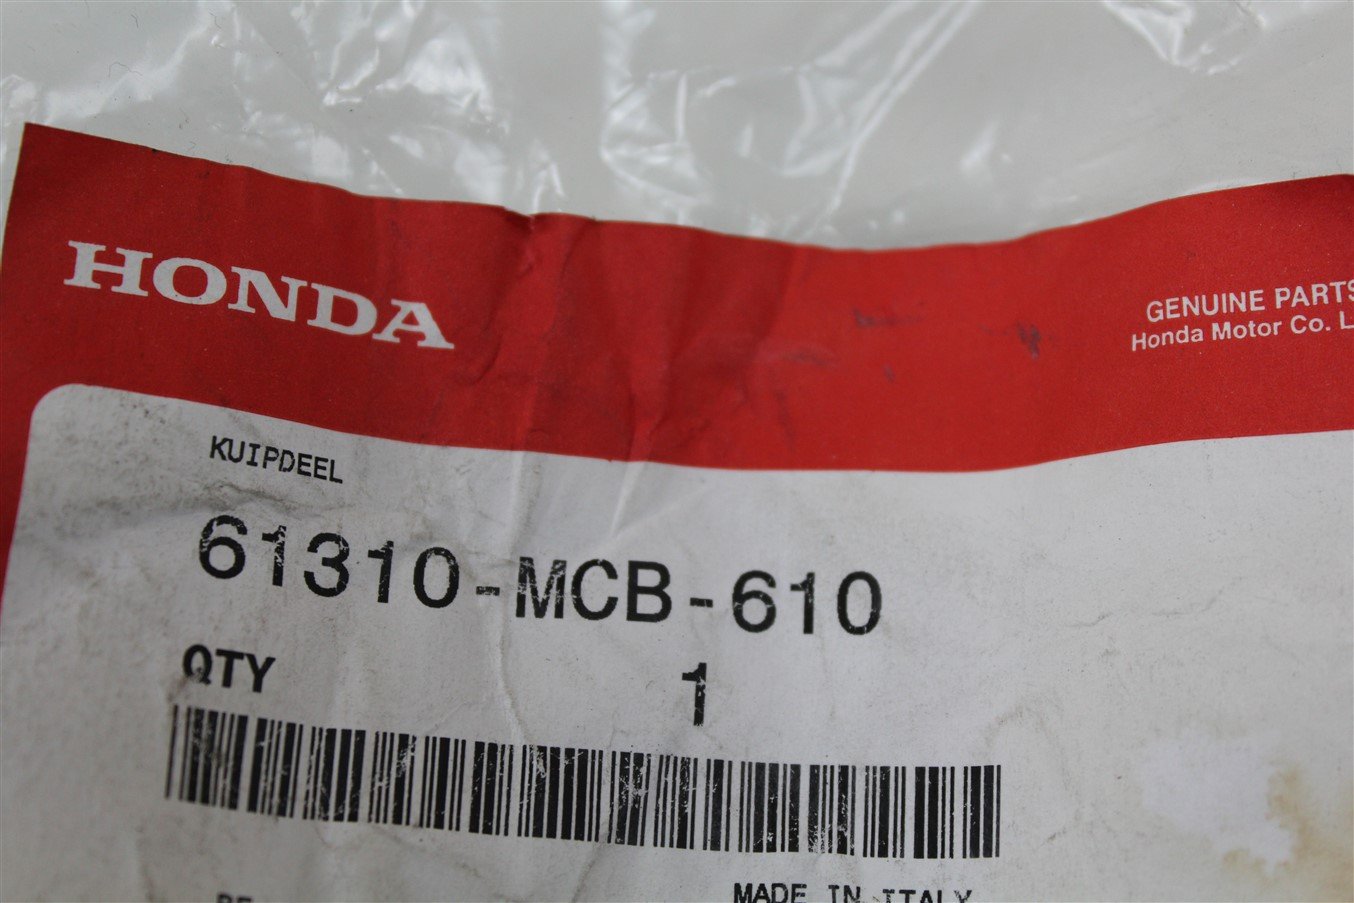 HONDA
GENUINE PARTS
Honda Motor Co. L
KUIPDEEL
61310-MCB-610
QTY 1
MADE IN ITALY